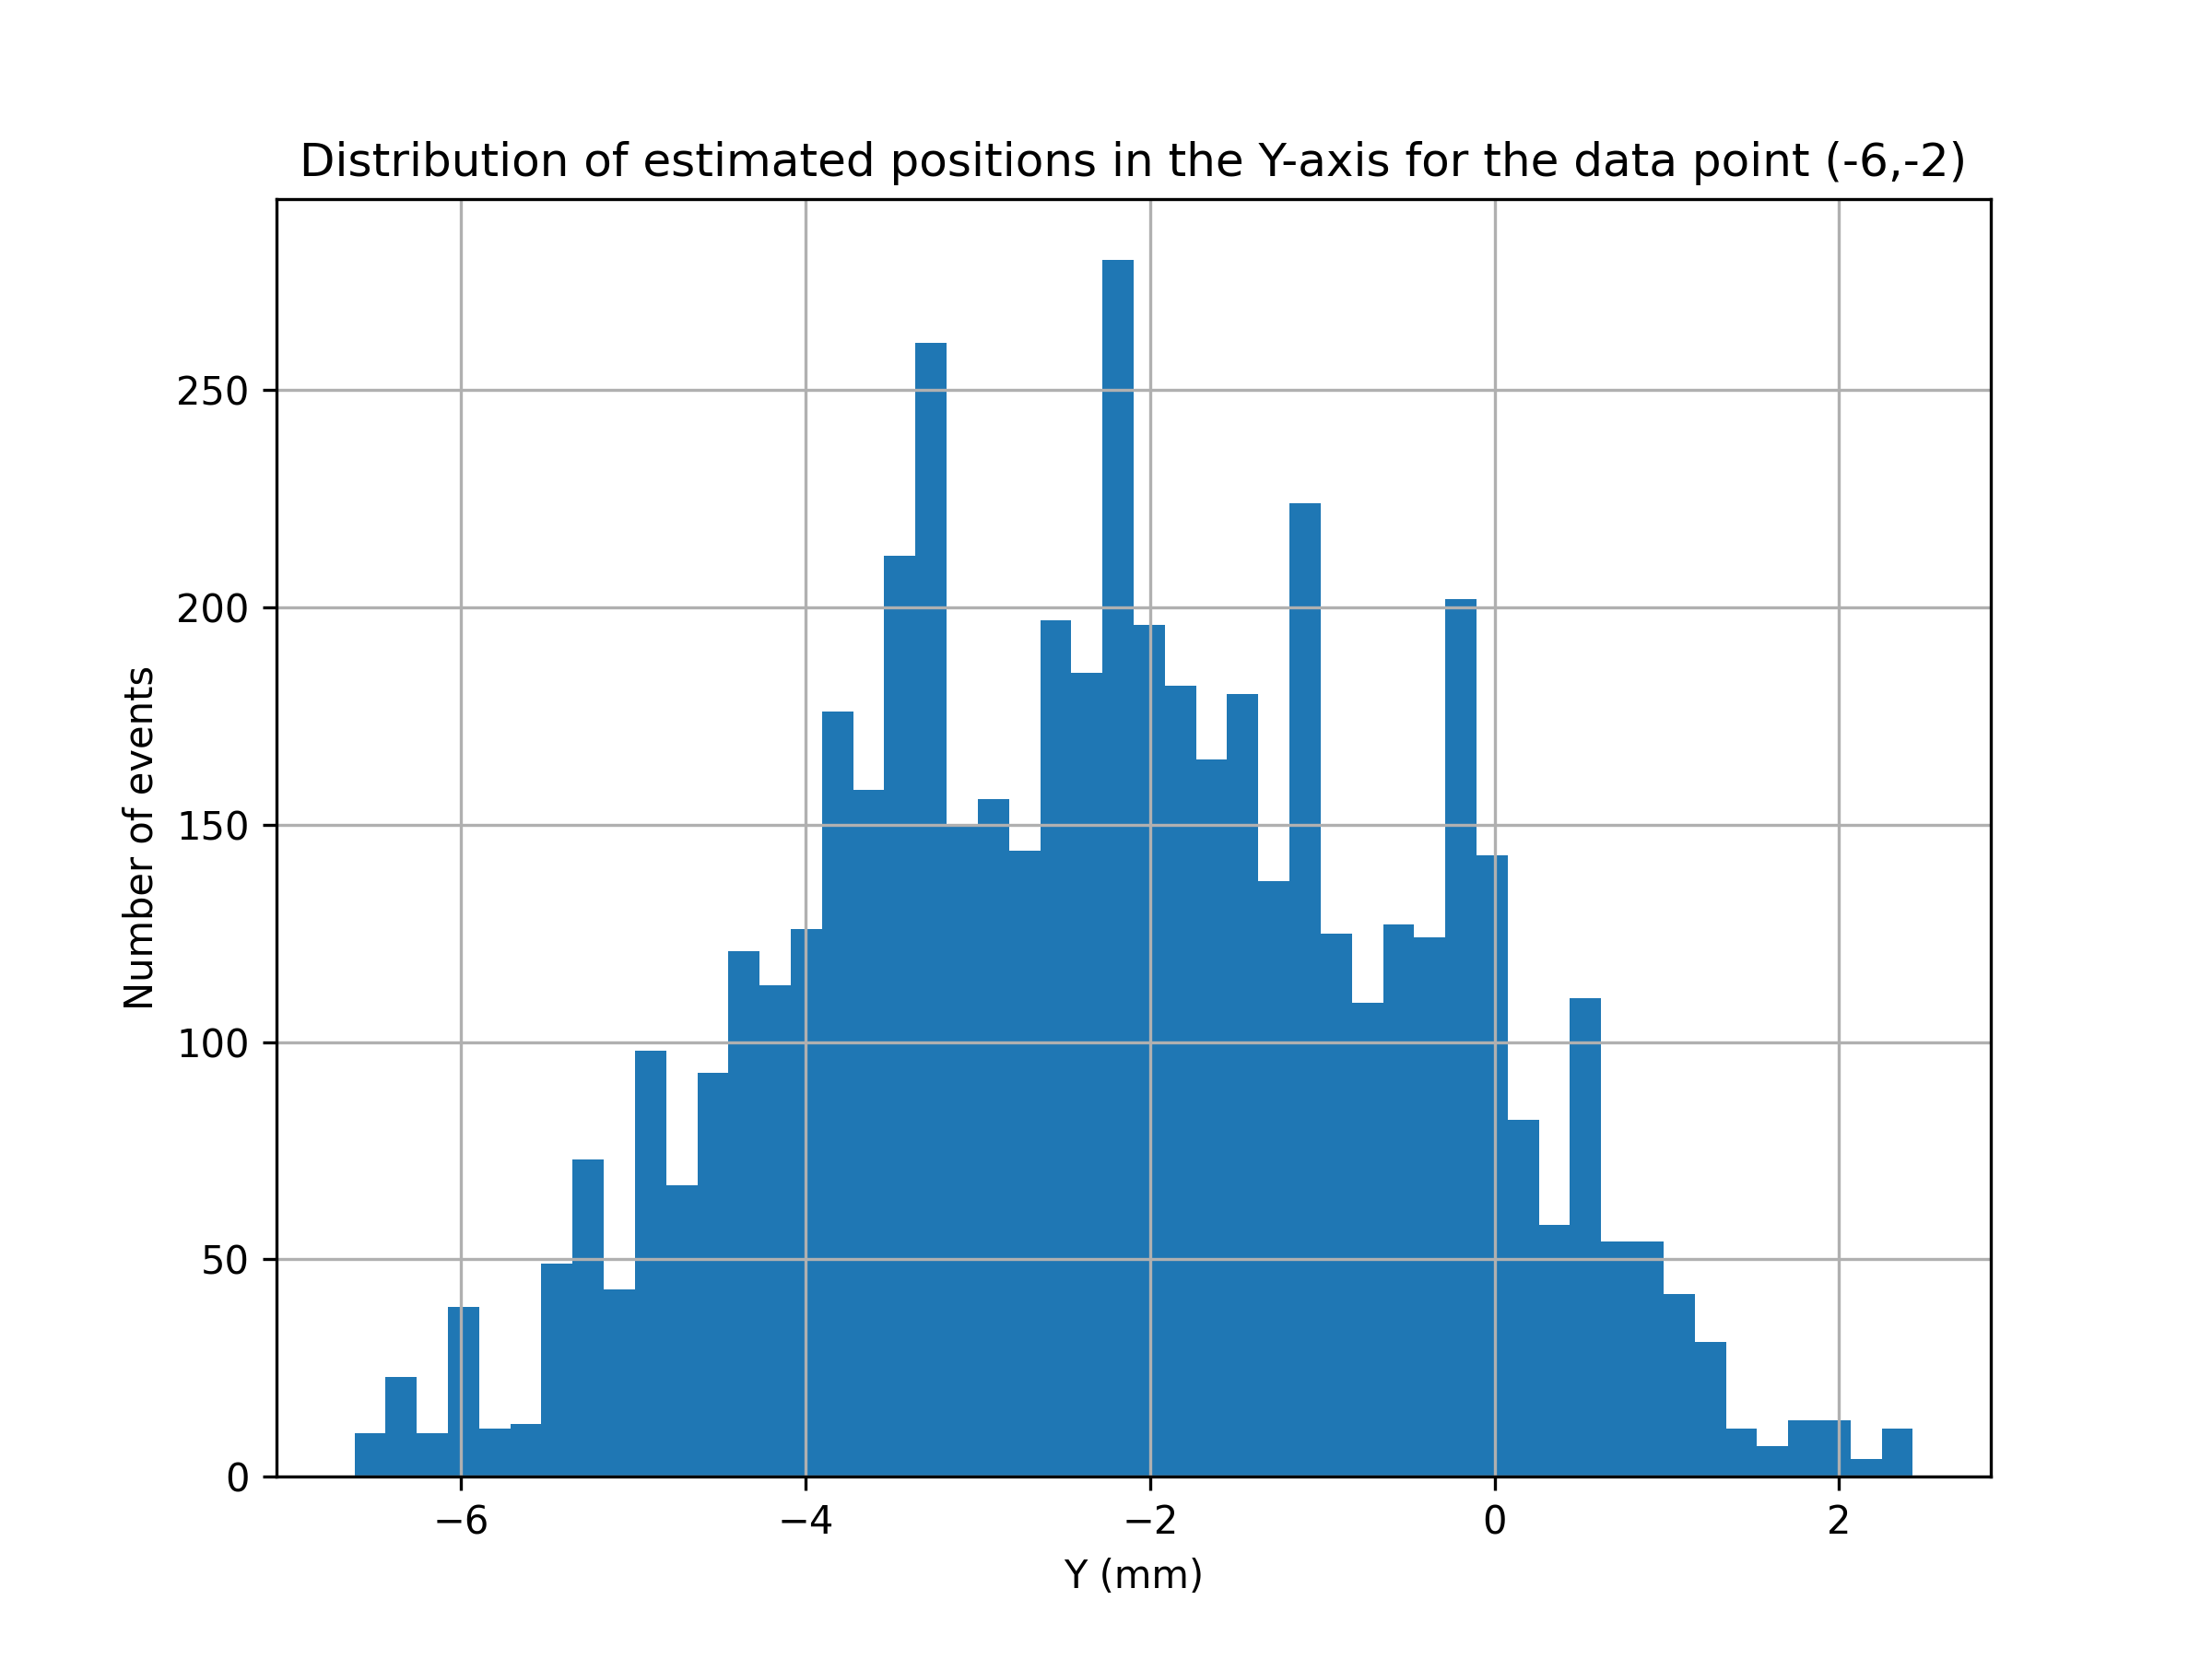 Distribution of estimated positions in the Y-axis for the data point (-6,-2)
250
200
150
100
50
0
Number of events
−6 −4 −2 0 2
Y (mm)